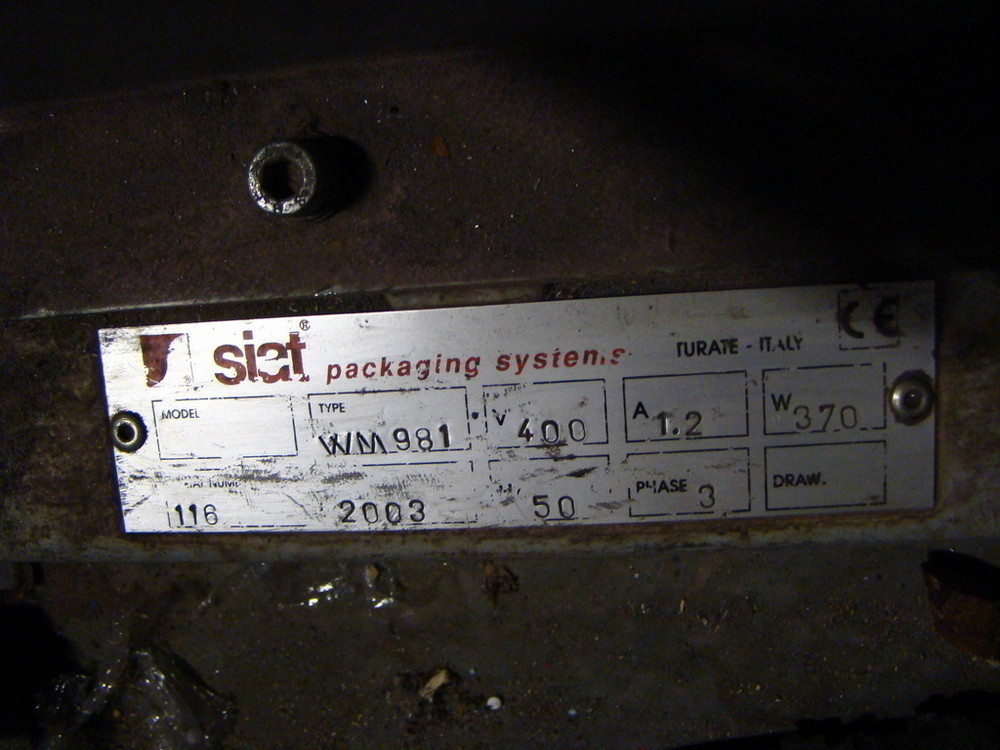 siat® packaging systems TURATE - ITALY CE
MODEL TYPE WM981 V 400 A 1.2 W 370
116 2003 50 PHASE 3 DRAW.